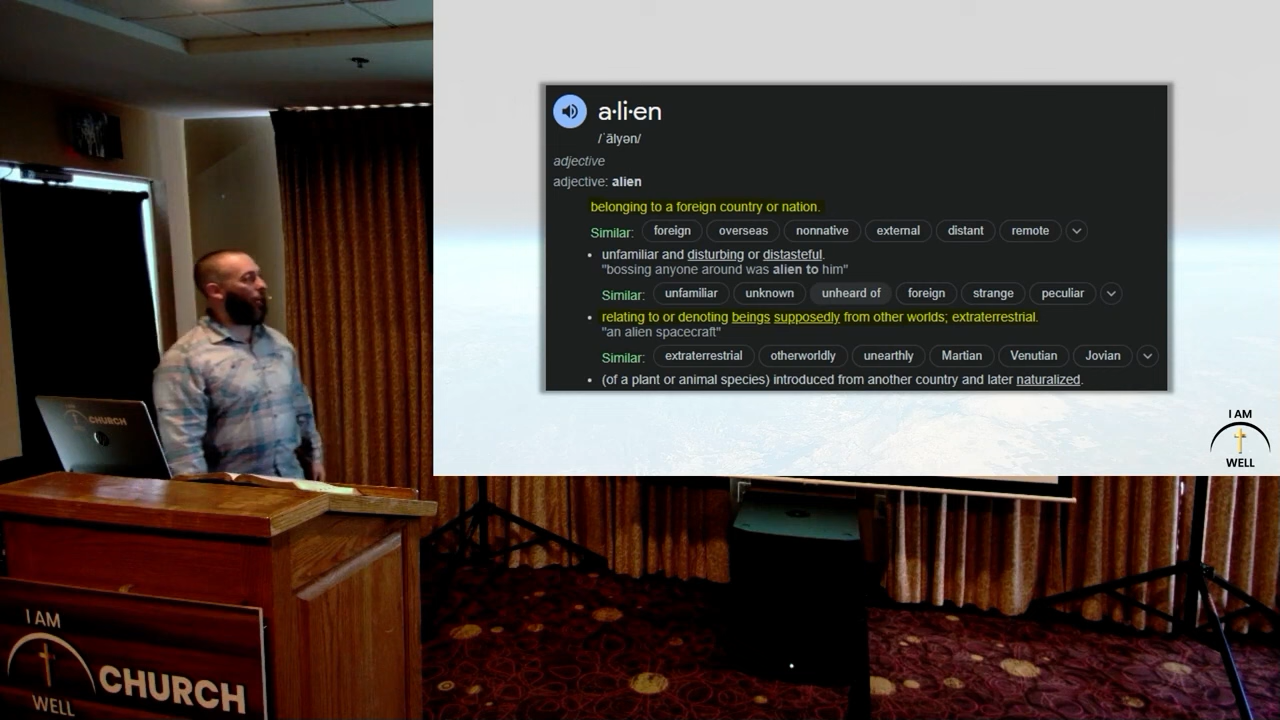 a·li·en
/ˈālyən/
adjective
adjective: alien
belonging to a foreign country or nation.
Similar: foreign overseas nonnative external distant remote
• unfamiliar and disturbing or distasteful.
"bossing anyone around was alien to him"
Similar: unfamiliar unknown unheard of foreign strange peculiar
• relating to or denoting beings supposedly from other worlds; extraterrestrial.
"an alien spacecraft"
Similar: extraterrestrial otherworldly unearthly Martian Venutian Jovian
• (of a plant or animal species) introduced from another country and later naturalized.
I AM
WELL
CHURCH
hp
I AM
CHURCH
WELL